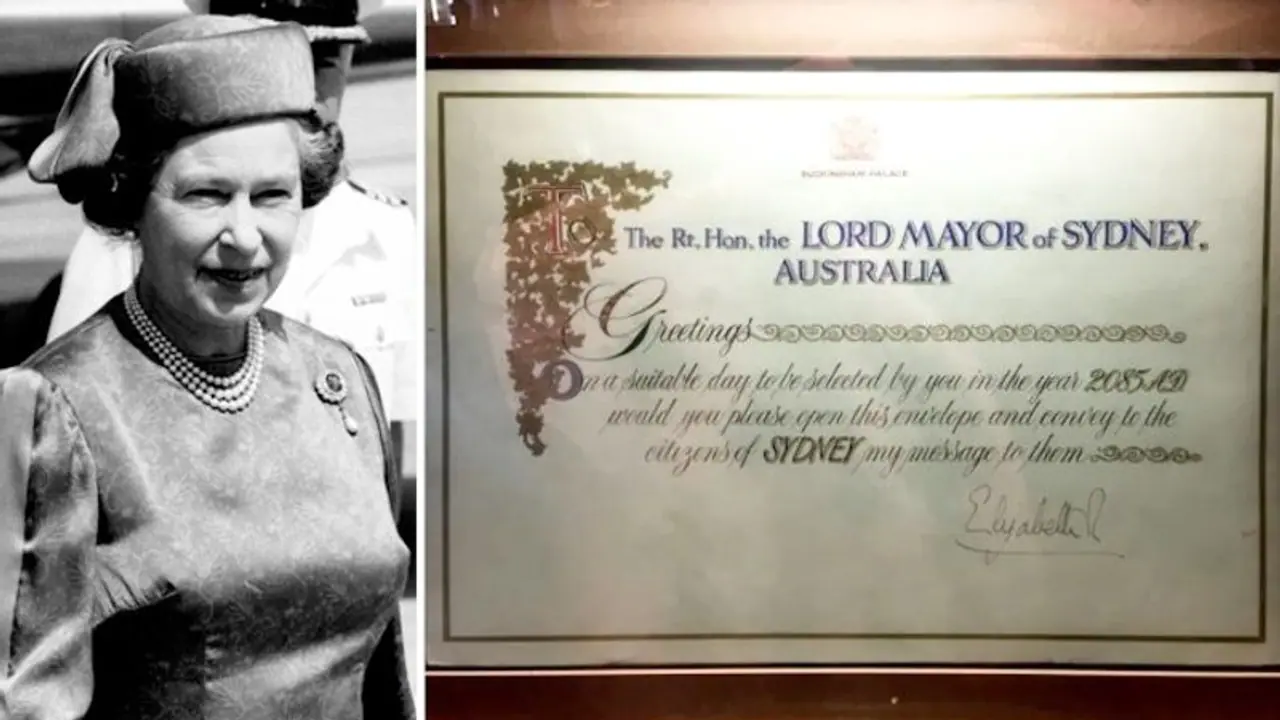 BUCKINGHAM PALACE
To The Rt. Hon. the LORD MAYOR of SYDNEY,
AUSTRALIA
Greetings
On a suitable day to be selected by you in the year 2085 A.D
would you please open this envelope and convey to the
citizens of SYDNEY my message to them
Elizabeth R